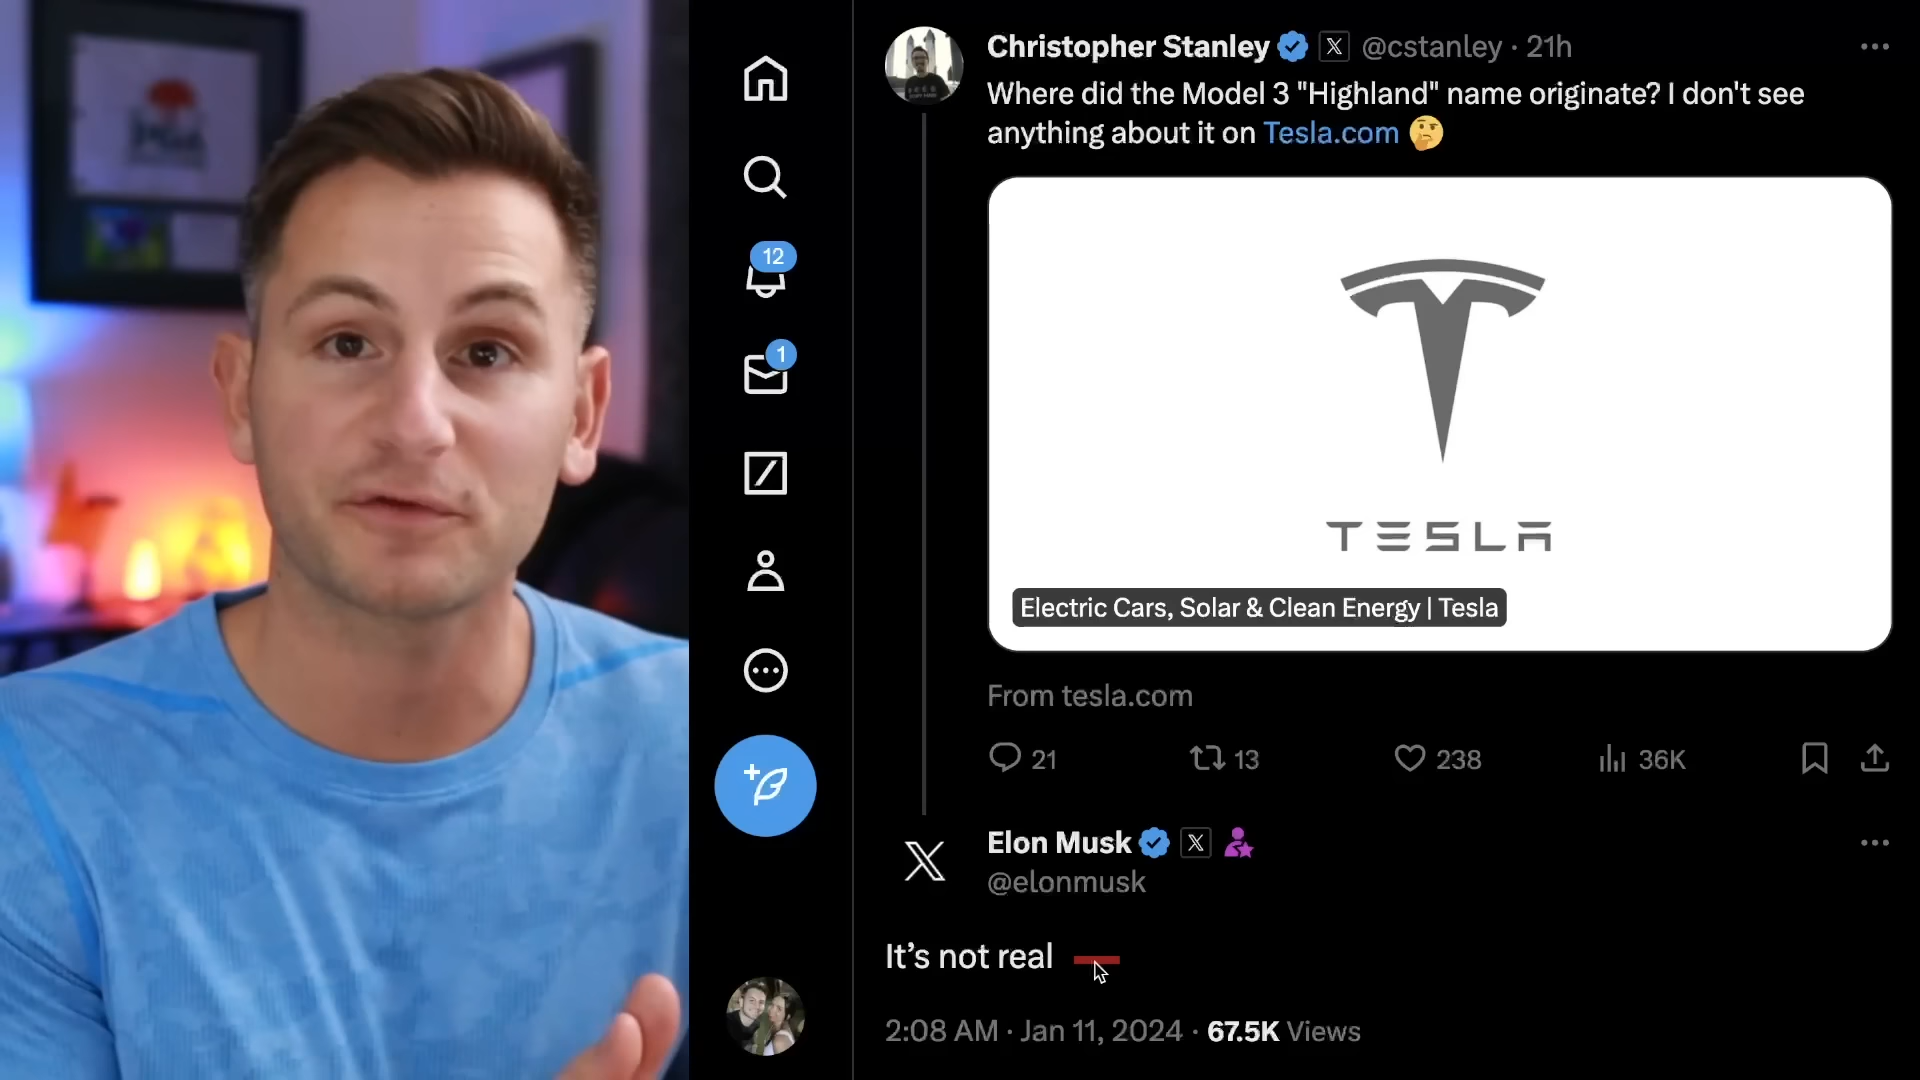 Christopher Stanley @cstanley · 21h
Where did the Model 3 "Highland" name originate? I don't see
anything about it on Tesla.com 🤔
TESLA
Electric Cars, Solar & Clean Energy | Tesla
From tesla.com
21 13 238 36K
12
1
Elon Musk
@elonmusk
It’s not real
2:08 AM · Jan 11, 2024 · 67.5K Views